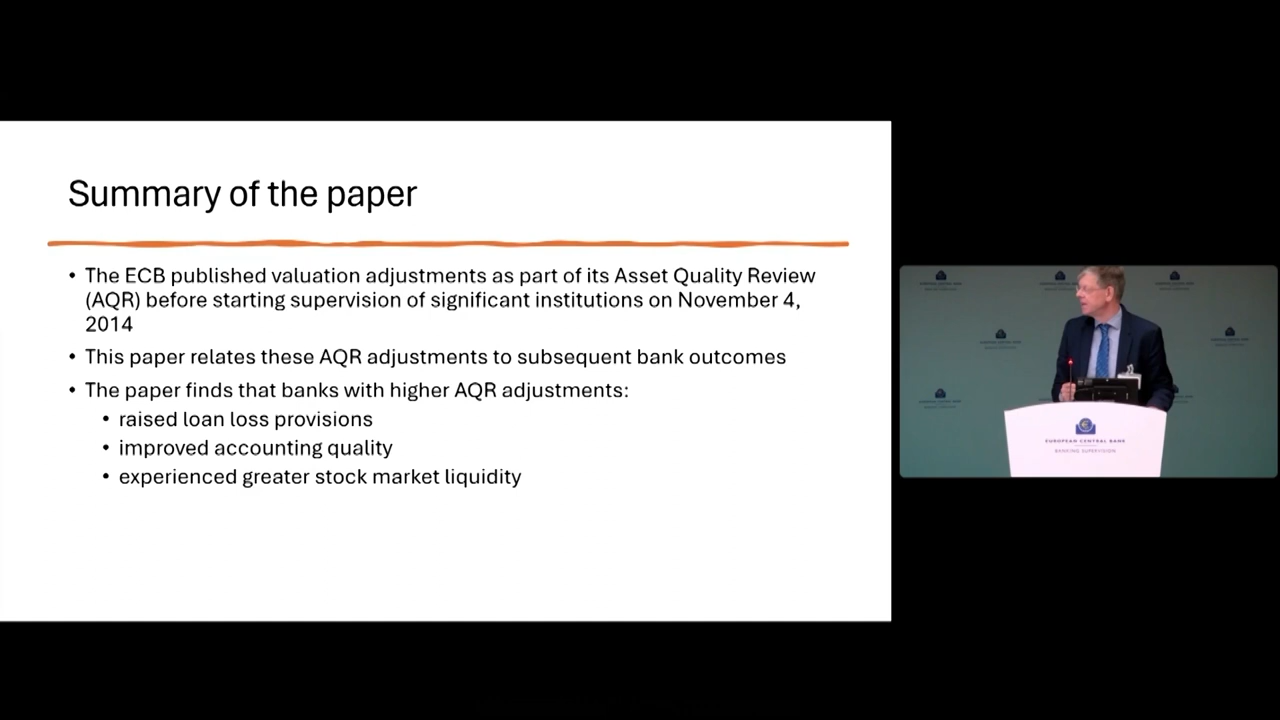 Summary of the paper
• The ECB published valuation adjustments as part of its Asset Quality Review
(AQR) before starting supervision of significant institutions on November 4,
2014
• This paper relates these AQR adjustments to subsequent bank outcomes
• The paper finds that banks with higher AQR adjustments:
• raised loan loss provisions
• improved accounting quality
• experienced greater stock market liquidity
EUROPEAN CENTRAL BANK
BANKING SUPERVISION